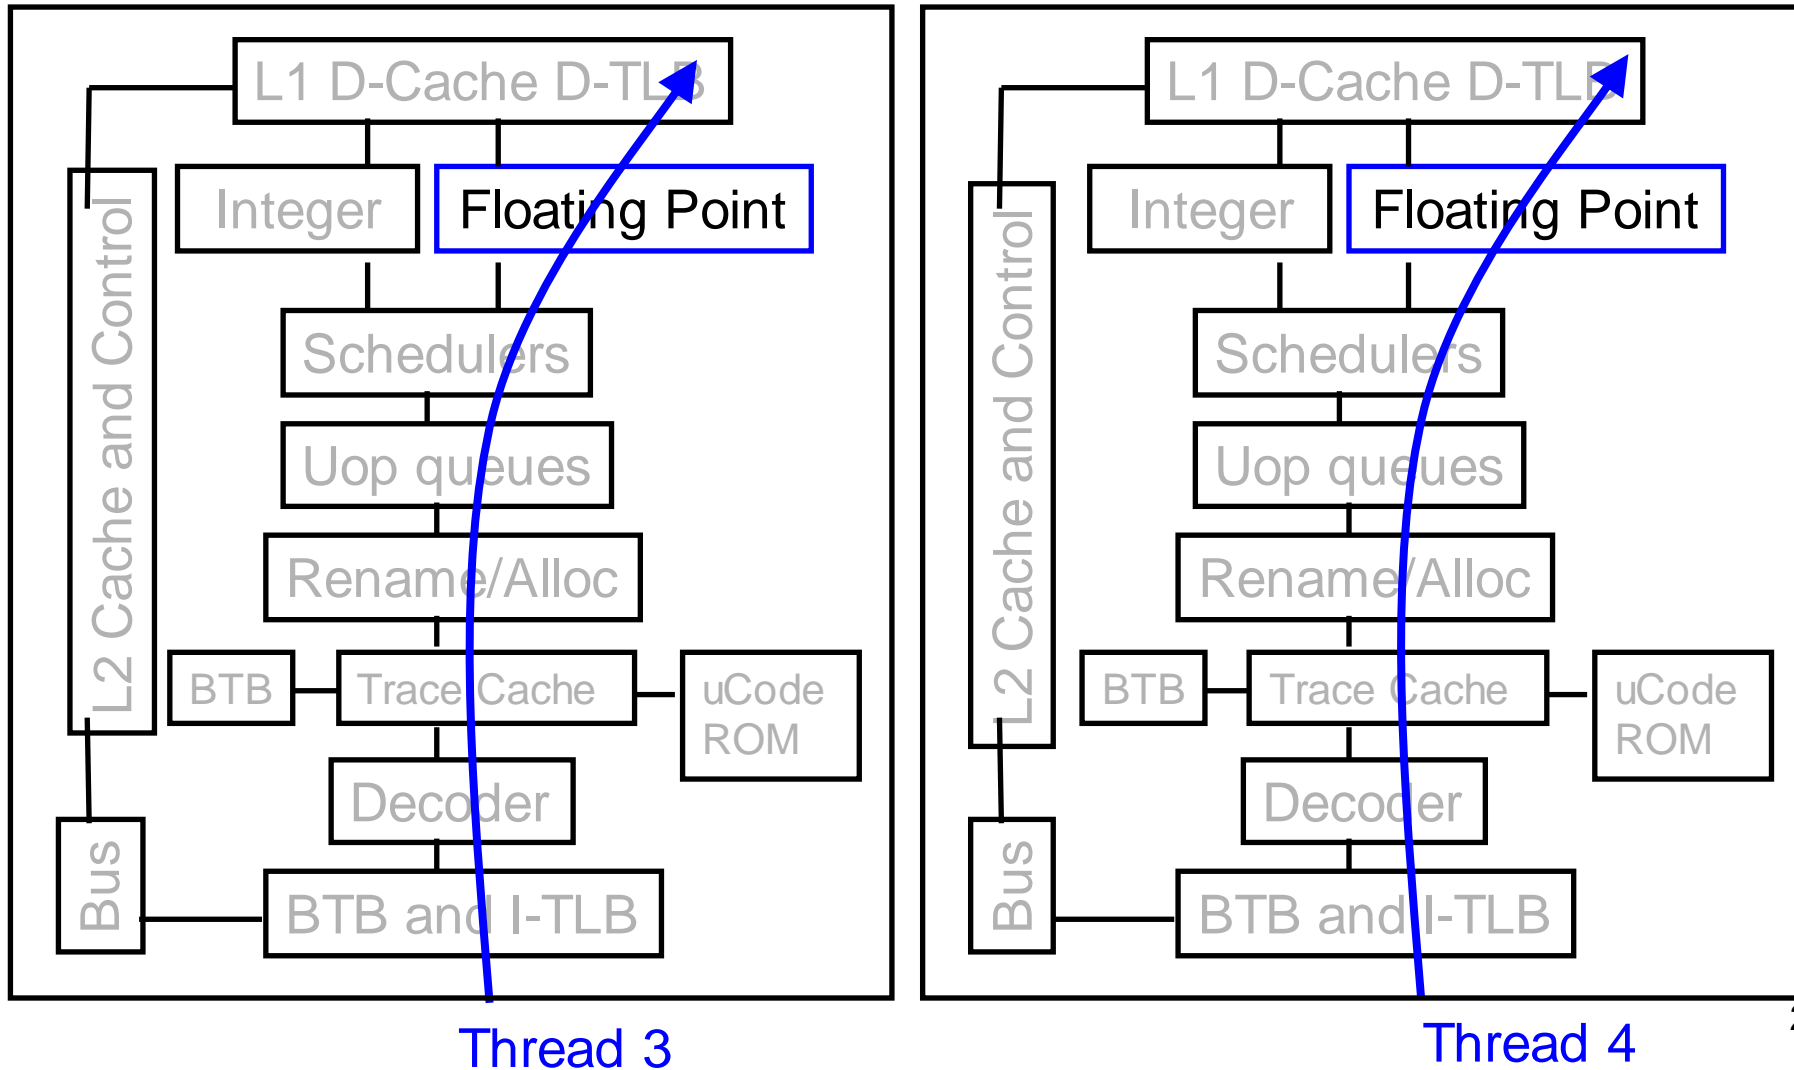 L1 D-Cache D-TLB
Integer
Floating Point
L2 Cache and Control
Schedulers
Uop queues
Rename/Alloc
BTB
Trace Cache
uCode
ROM
Decoder
Bus
BTB and I-TLB
Thread 3
L1 D-Cache D-TLB
Integer
Floating Point
L2 Cache and Control
Schedulers
Uop queues
Rename/Alloc
BTB
Trace Cache
uCode
ROM
Decoder
Bus
BTB and I-TLB
Thread 4